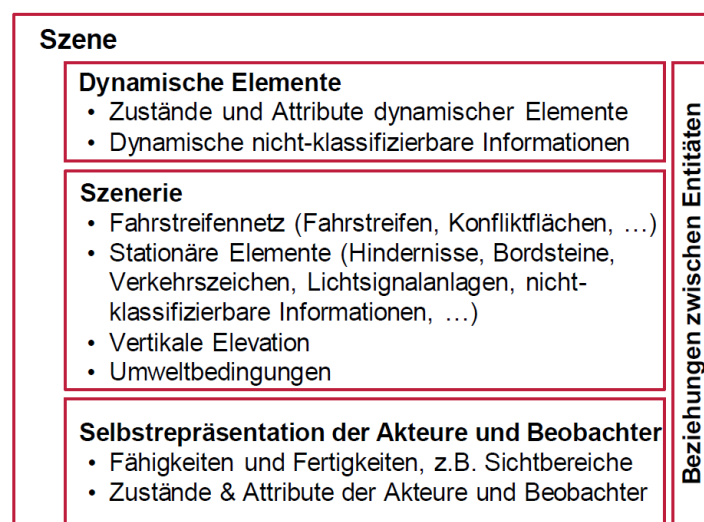 Szene
Dynamische Elemente
• Zustände und Attribute dynamischer Elemente
• Dynamische nicht-klassifizierbare Informationen
Szenerie
• Fahrstreifennetz (Fahrstreifen, Konfliktflächen, …)
• Stationäre Elemente (Hindernisse, Bordsteine,
Verkehrszeichen, Lichtsignalanlagen, nicht-
klassifizierbare Informationen, …)
• Vertikale Elevation
• Umweltbedingungen
Selbstrepräsentation der Akteure und Beobachter
• Fähigkeiten und Fertigkeiten, z.B. Sichtbereiche
• Zustände & Attribute der Akteure und Beobachter
Beziehungen zwischen Entitäten